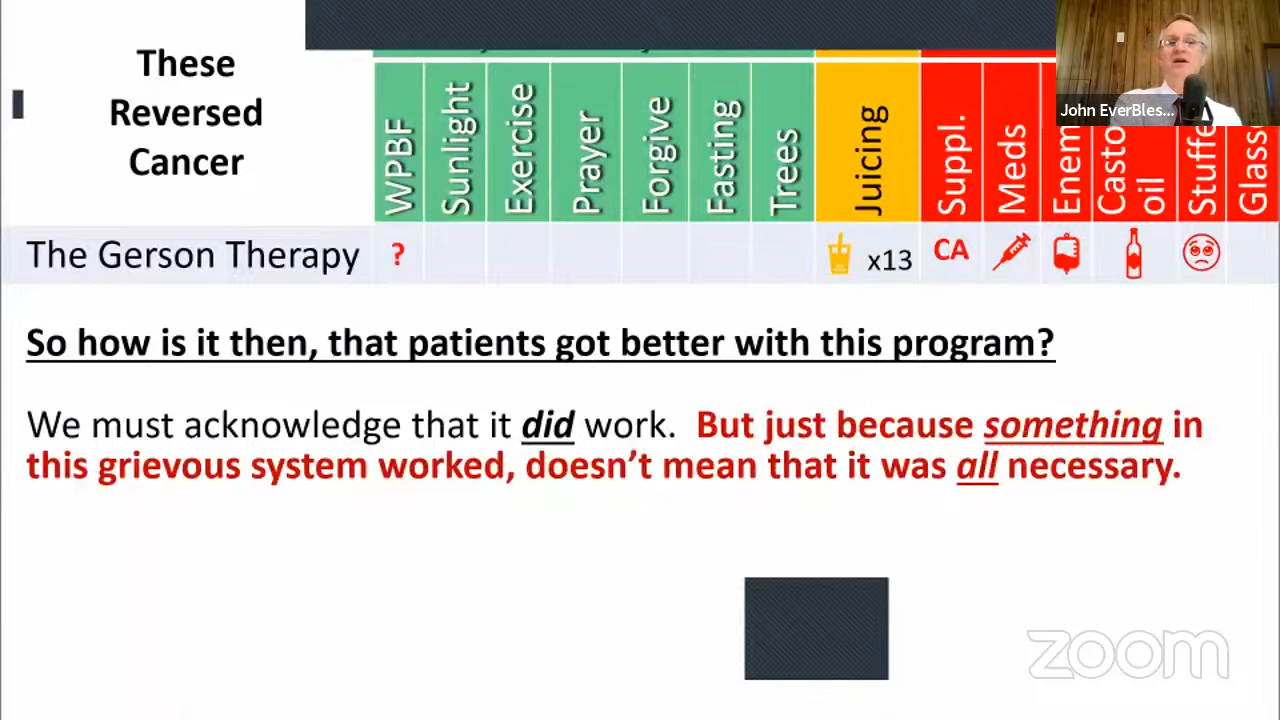 These
Reversed
Cancer
WPBF
Sunlight
Exercise
Prayer
Forgive
Fasting
Trees
Juicing
Suppl.
Meds
Enem
Casto
oil
Stuffe
Glass
John EverBles...
The Gerson Therapy ? x13 CA
So how is it then, that patients got better with this program?
We must acknowledge that it did work. But just because something in
this grievous system worked, doesn't mean that it was all necessary.
zoom